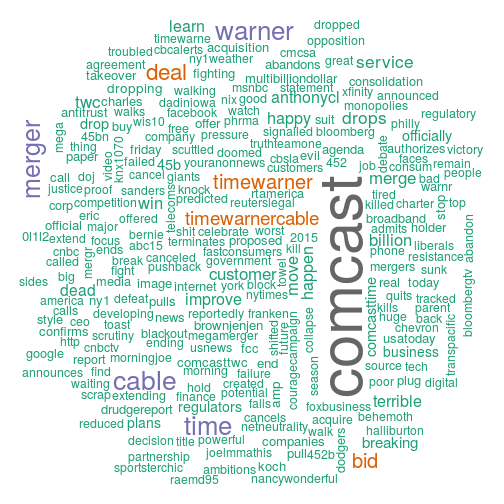 dropped
learn warner opposition
timewarne
troubled cbcalerts acquisition cmcsa
agreement ny1weather abandons great service
takeover deal fighting multibilliondollar consolidation
dropping walking msnbc statement xfinity announced
twc charles dadiniowa nix good anthonycl monopolies
antitrust walks facebook watch happy suit drops regulatory
drop buy wis10 free offer phrma signalled bloomberg philly officially
45bn company pressure truthteamone authorizes victory
mega thing knx1070 friday scuttled doomed cbsla evil debate faces
merger paper video failed 45b youranonnews customers 452 job consum remain
call doj cancel giants timewarner rtamerica merge bad people
justice proof sanders knock tired warnr
corp competition win predicted reuterslegal killed charter stop top
eric teleconsin offered timewarnercable broadband admits holder
0l1l2 official major bernie shit celebrate worst 2015 billion liberals abandon
extend focus abc15 terminates proposed phone resistance
cnbc ends canceled fastconsumers kill move happen mergers sunk bloombergtv
called mergr break pushback government customer towel real today
sides big media fight image internet york block comcasttime quits tracked
america ny1 defeat pulls improve nytimes comcast kills parent
dead calls developing reportedly franken huge back
style ceo news brownjenjen collapse chevron transpacific
confirms toast blackout megamerger shifted future couragecampaign usatoday
http scrutiny ending usnews fcc business
google cnbctv comcasttwc end source tech
report morningjoe morning failure season poor plug digital
announces find cable hold created amp
waiting extending finance potential foxbusiness terrible
scrap drudgereport regulators falls acquire behemoth
reduced plans time cancels netneutrality walk halliburton
decision title powerful companies breaking
partnership joelmmathis pull452b dodgers bid
sportsterchic ambitions koch
raemd95 nancywonderful